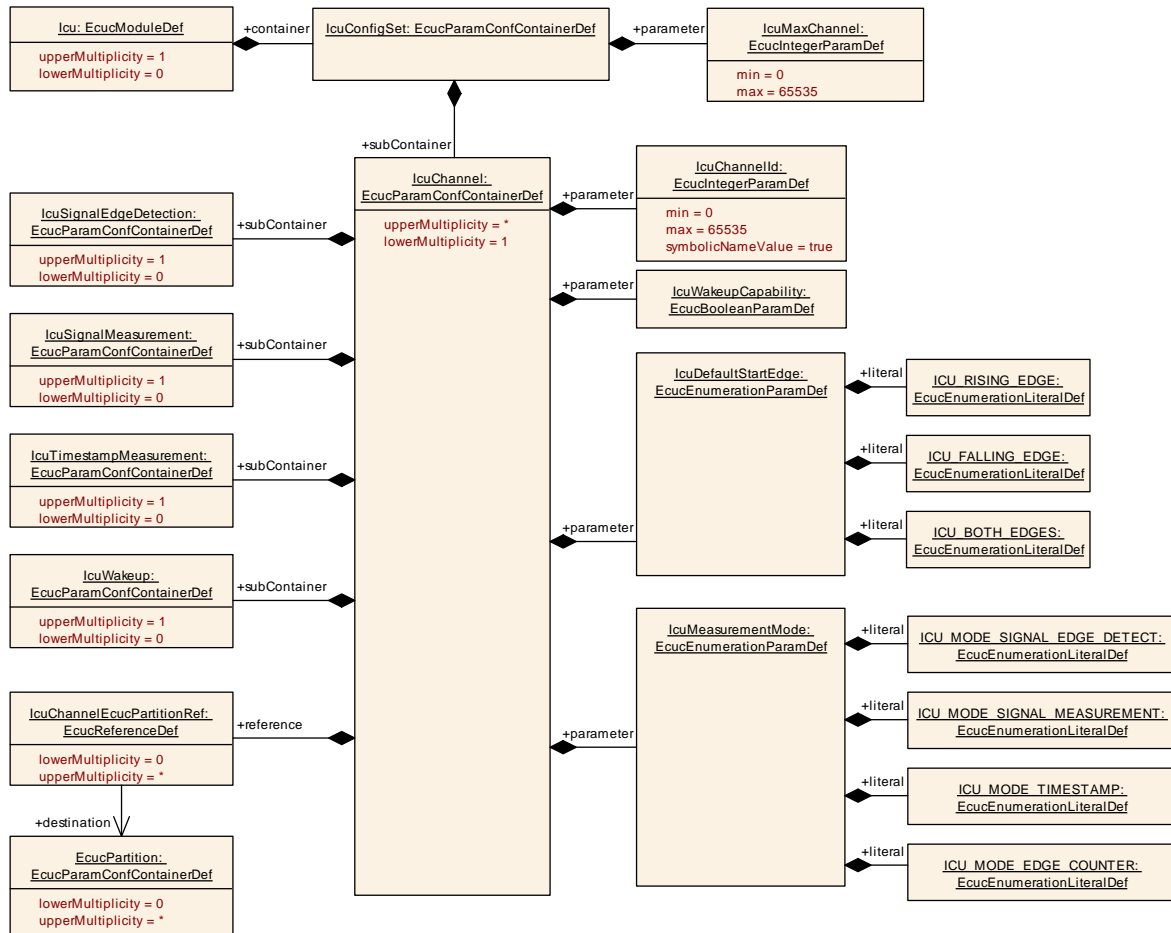 Icu: EcucModuleDef
upperMultiplicity = 1
lowerMultiplicity = 0
+container
IcuConfigSet: EcucParamConfContainerDef
+parameter
IcuMaxChannel:
EcucIntegerParamDef
min = 0
max = 65535
+subContainer
IcuChannel:
EcucParamConfContainerDef
upperMultiplicity = *
lowerMultiplicity = 1
+parameter
IcuChannelId:
EcucIntegerParamDef
min = 0
max = 65535
symbolicNameValue = true
IcuSignalEdgeDetection:
EcucParamConfContainerDef
upperMultiplicity = 1
lowerMultiplicity = 0
+subContainer
+parameter
IcuWakeupCapability:
EcucBooleanParamDef
IcuSignalMeasurement:
EcucParamConfContainerDef
upperMultiplicity = 1
lowerMultiplicity = 0
+subContainer
IcuDefaultStartEdge:
EcucEnumerationParamDef
+literal
ICU_RISING_EDGE:
EcucEnumerationLiteralDef
+literal
ICU_FALLING_EDGE:
EcucEnumerationLiteralDef
+literal
ICU_BOTH_EDGES:
EcucEnumerationLiteralDef
+parameter
IcuTimestampMeasurement:
EcucParamConfContainerDef
upperMultiplicity = 1
lowerMultiplicity = 0
+subContainer
IcuWakeup:
EcucParamConfContainerDef
upperMultiplicity = 1
lowerMultiplicity = 0
+subContainer
IcuMeasurementMode:
EcucEnumerationParamDef
+literal
ICU_MODE_SIGNAL_EDGE_DETECT:
EcucEnumerationLiteralDef
+literal
ICU_MODE_SIGNAL_MEASUREMENT:
EcucEnumerationLiteralDef
+literal
ICU_MODE_TIMESTAMP:
EcucEnumerationLiteralDef
+literal
ICU_MODE_EDGE_COUNTER:
EcucEnumerationLiteralDef
+parameter
IcuChannelEcucPartitionRef:
EcucReferenceDef
lowerMultiplicity = 0
upperMultiplicity = *
+reference
+destination
EcucPartition:
EcucParamConfContainerDef
lowerMultiplicity = 0
upperMultiplicity = *